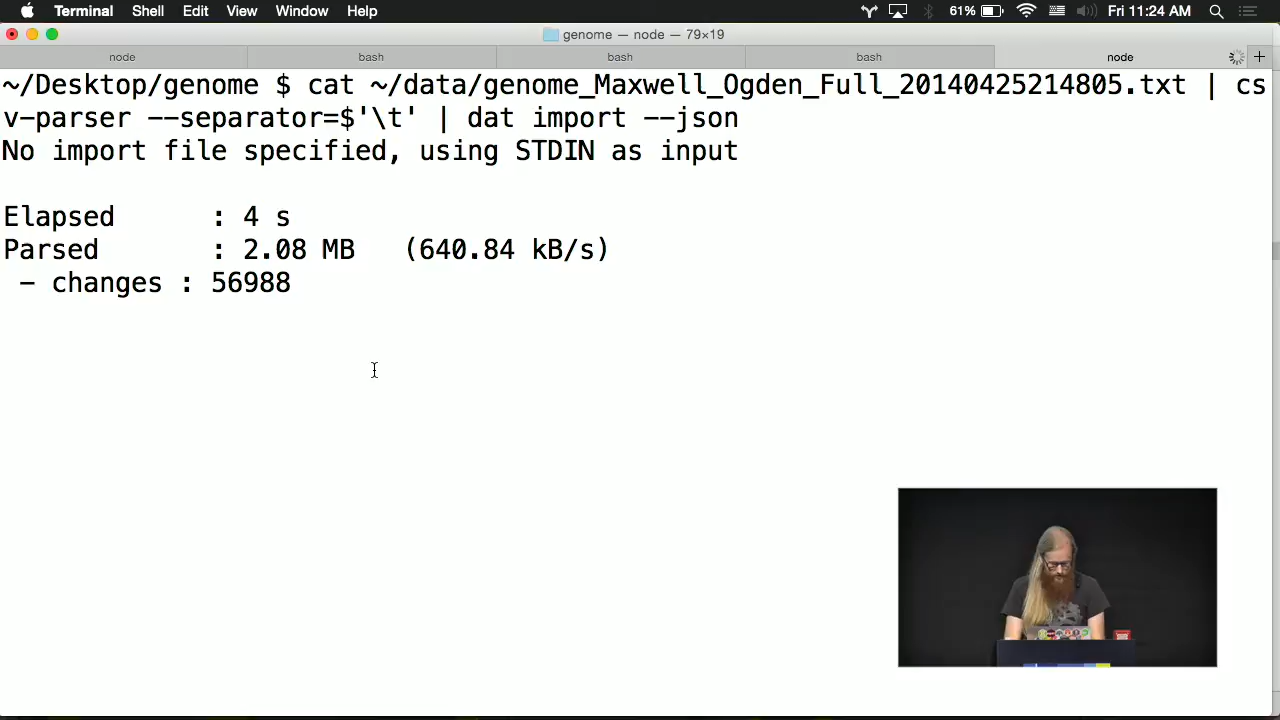 Terminal Shell Edit View Window Help 61% Fri 11:24 AM
genome — node — 79×19
node bash bash bash node
~/Desktop/genome $ cat ~/data/genome_Maxwell_Ogden_Full_20140425214805.txt | cs
v-parser --separator=$'\t' | dat import --json
No import file specified, using STDIN as input
Elapsed : 4 s
Parsed : 2.08 MB (640.84 kB/s)
- changes : 56988